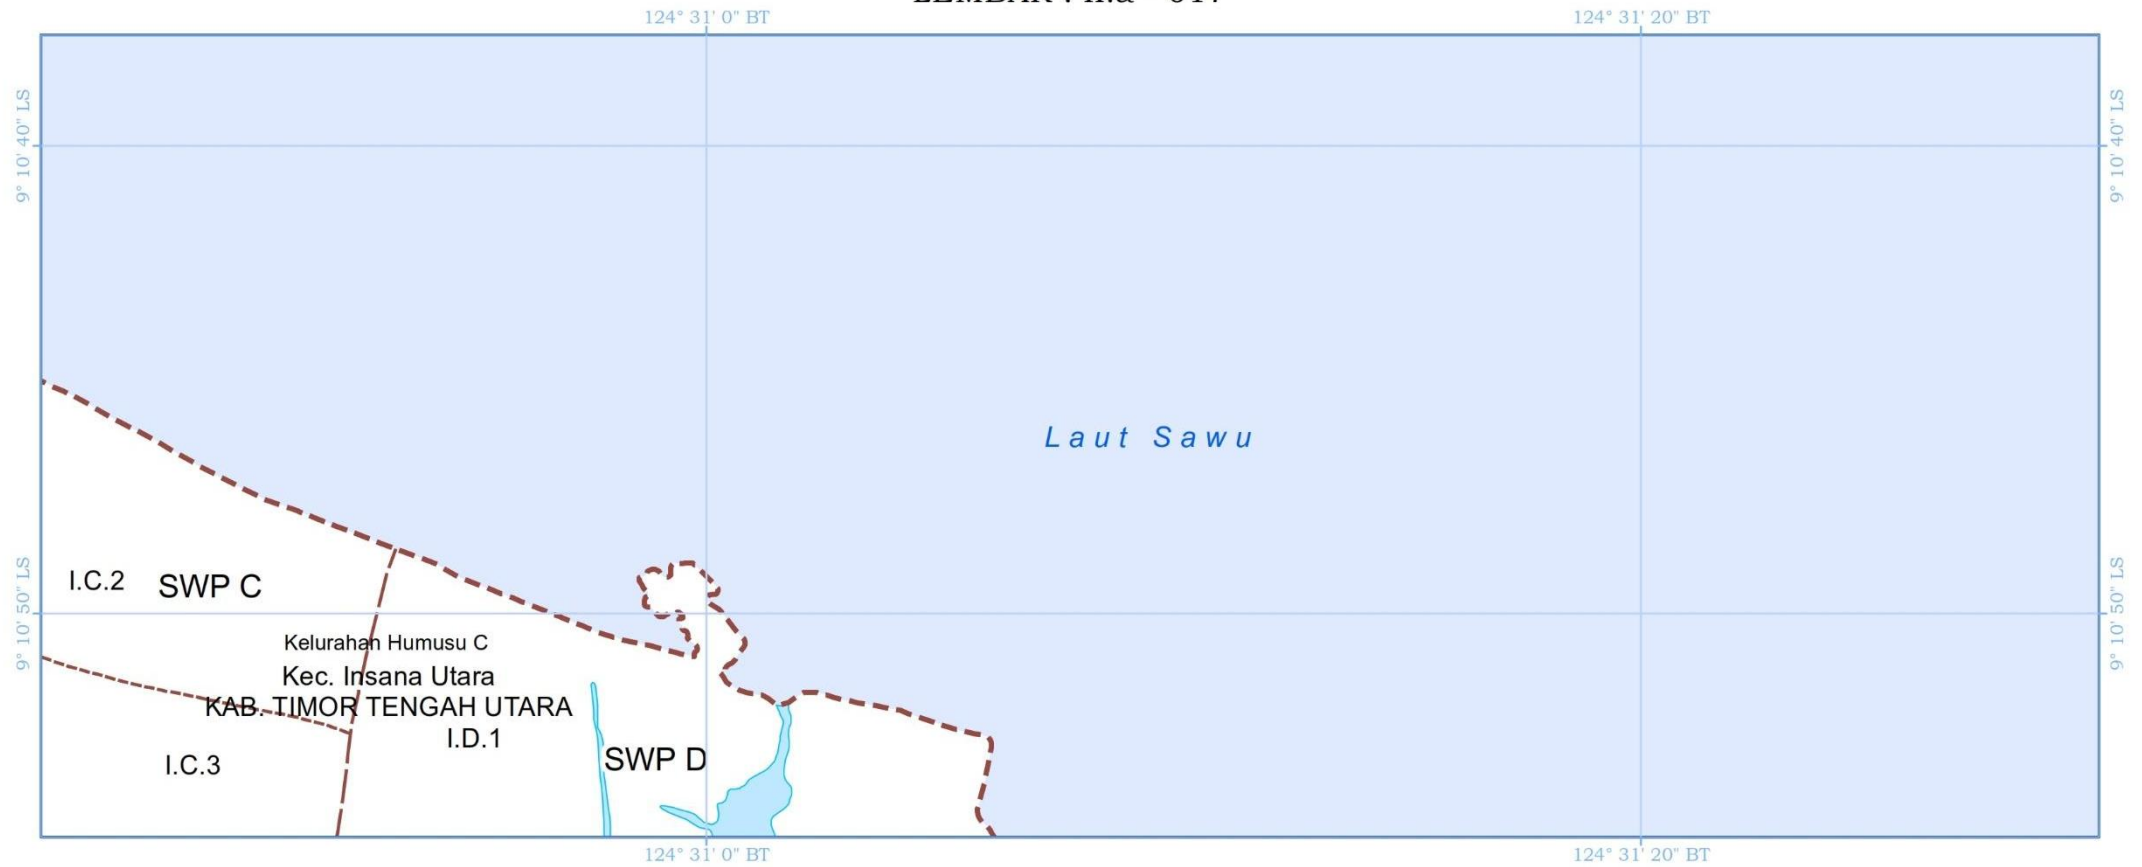 124° 31' 0" BT
124° 31' 20" BT
9° 10' 40" LS
9° 10' 40" LS
Laut Sawu
9° 10' 50" LS
9° 10' 50" LS
I.C.2
SWP C
Kelurahan Humusu C
Kec. Insana Utara
KAB. TIMOR TENGAH UTARA
I.D.1
SWP D
I.C.3
124° 31' 0" BT
124° 31' 20" BT